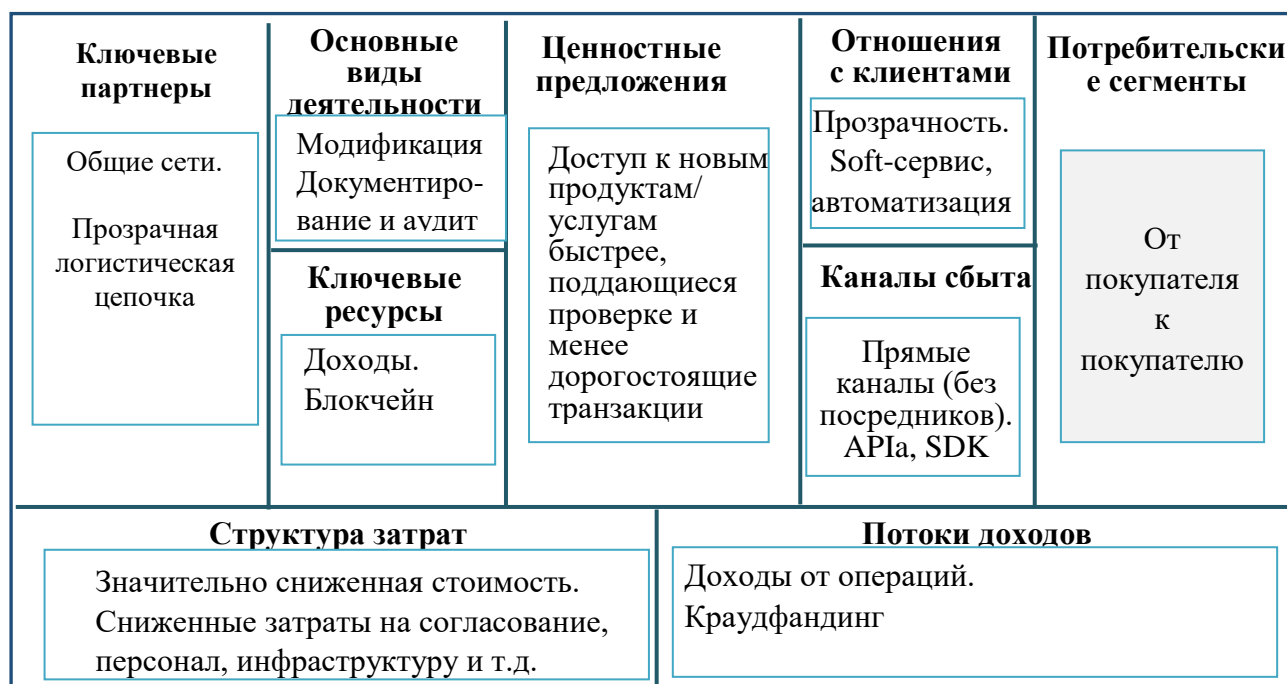 Ключевые
партнеры
Общие сети.
Прозрачная
логистическая
цепочка
Основные
виды
деятельности
Модификация
Документиро-
вание и аудит
Ключевые
ресурсы
Доходы.
Блокчейн
Ценностные
предложения
Доступ к новым
продуктам/
услугам
быстрее,
поддающиеся
проверке и
менее
дорогостоящие
транзакции
Отношения
с клиентами
Прозрачность.
Soft-сервис,
автоматизация
Каналы сбыта
Прямые
каналы (без
посредников).
APIа, SDK
Потребительски
е сегменты
От
покупателя
к
покупателю
Структура затрат
Значительно сниженная стоимость.
Сниженные затраты на согласование,
персонал, инфраструктуру и т.д.
Потоки доходов
Доходы от операций.
Краудфандинг